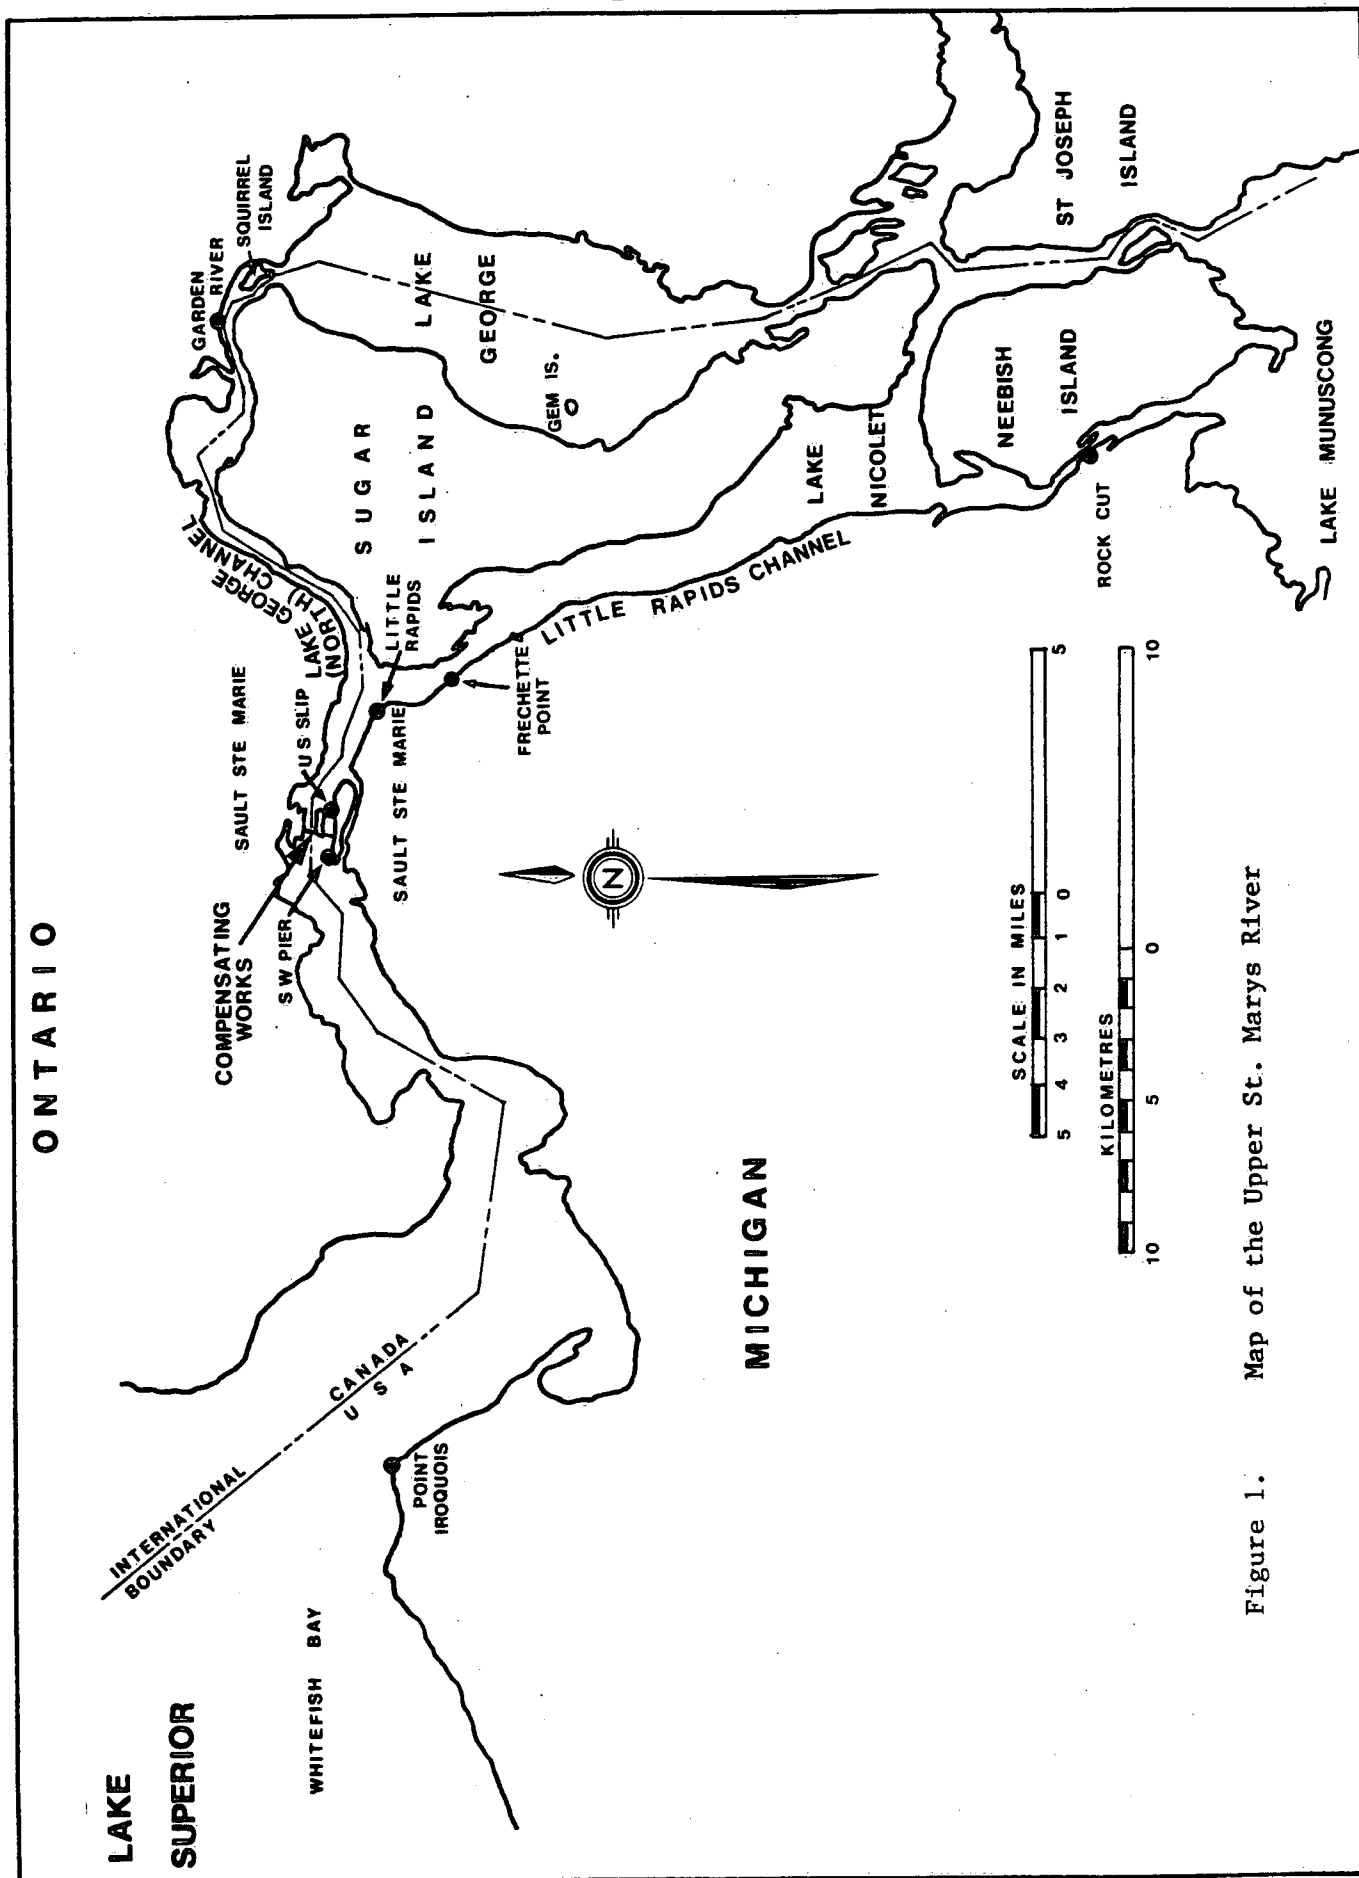 ONTARIO
LAKE
SUPERIOR
INTERNATIONAL
BOUNDARY
CANADA
U S A
WHITEFISH BAY
POINT
IROQUOIS
MICHIGAN
COMPENSATING
WORKS
S W PIER
SAULT STE MARIE
U S SLIP
SAULT STE MARIE
LAKE GEORGE
(NORTH) CHANNEL
LITTLE
RAPIDS
FRECHETTE
POINT
GARDEN
RIVER
SQUIRREL
ISLAND
SUGAR
ISLAND
LAKE
GEORGE
GEM IS.
LITTLE RAPIDS CHANNEL
LAKE
NICOLET
NEEBISH
ISLAND
ROCK CUT
ST JOSEPH
ISLAND
LAKE MUNUSCONG
N
SCALE IN MILES
5 4 3 2 1 0 5
KILOMETRES
10 5 0 10
Figure 1. Map of the Upper St. Marys River